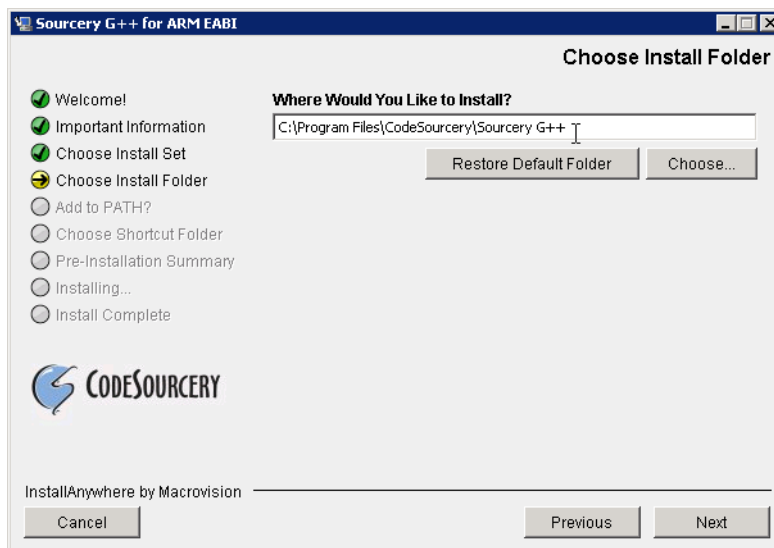 Sourcery G++ for ARM EABI
Choose Install Folder
Welcome!
Important Information
Choose Install Set
Choose Install Folder
Add to PATH?
Choose Shortcut Folder
Pre-Installation Summary
Installing...
Install Complete
Where Would You Like to Install?
C:\Program Files\CodeSourcery\Sourcery G++
Restore Default Folder
Choose...
CODESOURCERY
InstallAnywhere by Macrovision
Cancel
Previous
Next